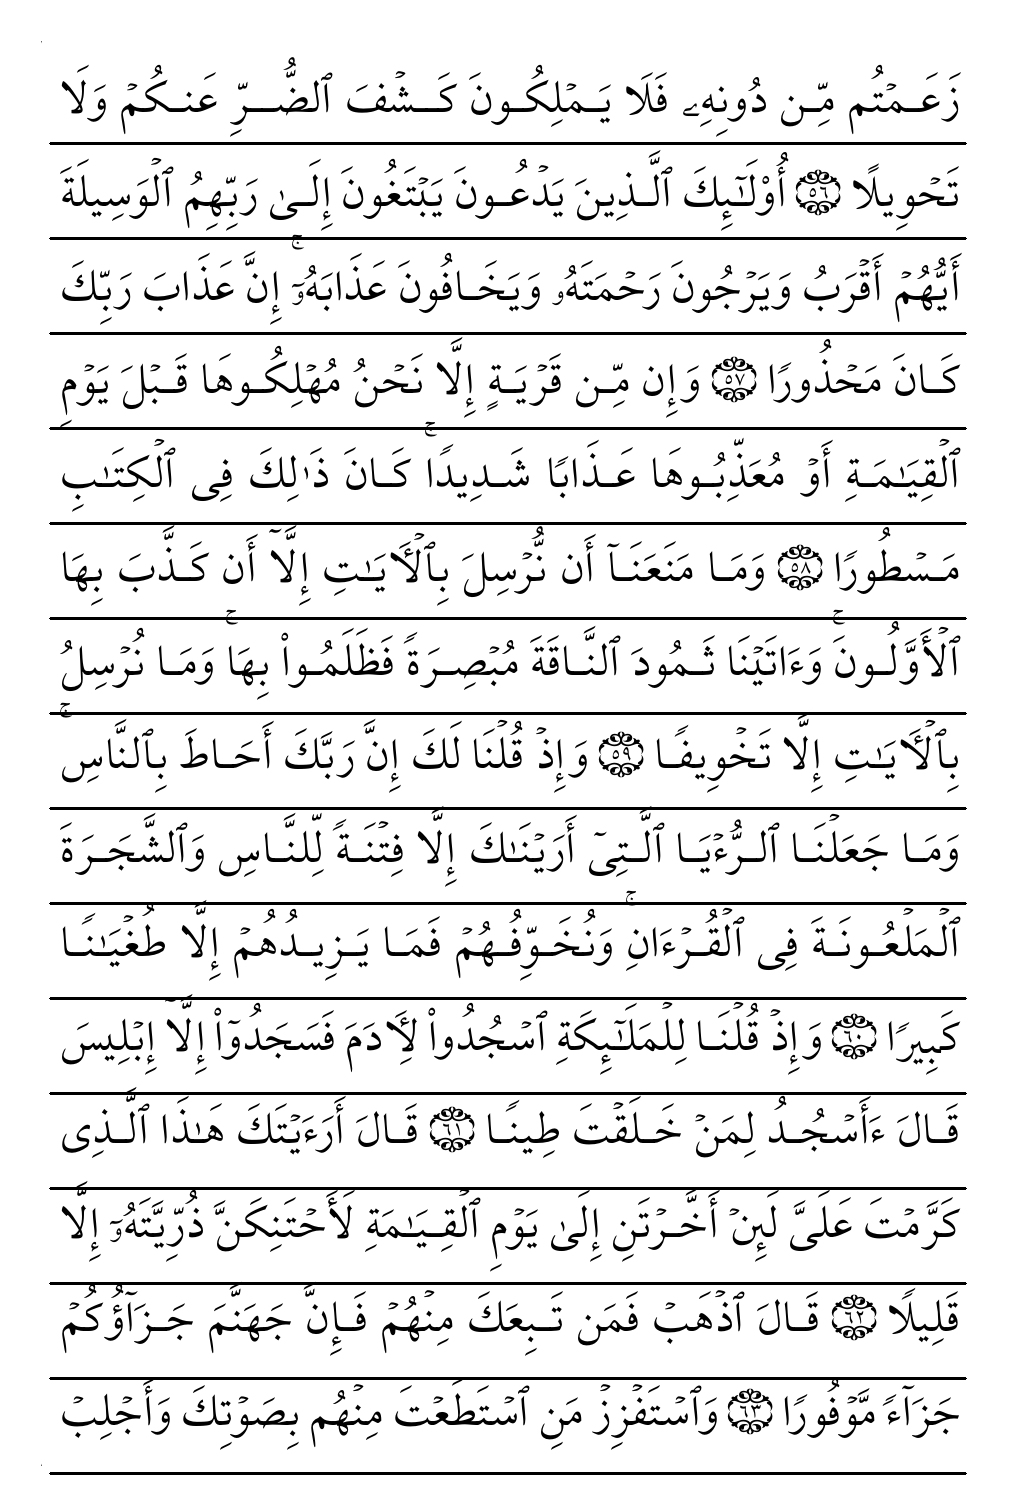 زَعَمۡتُم مِّن دُونِهِۦ فَلَا يَمۡلِكُونَ كَشۡفَ ٱلضُّرِّ عَنكُمۡ وَلَا
تَحۡوِيلًا ٥٦ أُوْلَٰٓئِكَ ٱلَّذِينَ يَدۡعُونَ يَبۡتَغُونَ إِلَىٰ رَبِّهِمُ ٱلۡوَسِيلَةَ
أَيُّهُمۡ أَقۡرَبُ وَيَرۡجُونَ رَحۡمَتَهُۥ وَيَخَافُونَ عَذَابَهُۥٓۚ إِنَّ عَذَابَ رَبِّكَ
كَانَ مَحۡذُورًا ٥٧ وَإِن مِّن قَرۡيَةٍ إِلَّا نَحۡنُ مُهۡلِكُوهَا قَبۡلَ يَوۡمِ
ٱلۡقِيَٰمَةِ أَوۡ مُعَذِّبُوهَا عَذَابًا شَدِيدًاۚ كَانَ ذَٰلِكَ فِي ٱلۡكِتَٰبِ
مَسۡطُورًا ٥٨ وَمَا مَنَعَنَآ أَن نُّرۡسِلَ بِٱلۡأٓيَٰتِ إِلَّآ أَن كَذَّبَ بِهَا
ٱلۡأَوَّلُونَۚ وَءَاتَيۡنَا ثَمُودَ ٱلنَّاقَةَ مُبۡصِرَةٗ فَظَلَمُواْ بِهَاۚ وَمَا نُرۡسِلُ
بِٱلۡأٓيَٰتِ إِلَّا تَخۡوِيفٗا ٥٩ وَإِذۡ قُلۡنَا لَكَ إِنَّ رَبَّكَ أَحَاطَ بِٱلنَّاسِۚ
وَمَا جَعَلۡنَا ٱلرُّءۡيَا ٱلَّتِيٓ أَرَيۡنَٰكَ إِلَّا فِتۡنَةٗ لِّلنَّاسِ وَٱلشَّجَرَةَ
ٱلۡمَلۡعُونَةَ فِي ٱلۡقُرۡءَانِۚ وَنُخَوِّفُهُمۡ فَمَا يَزِيدُهُمۡ إِلَّا طُغۡيَٰنٗا
كَبِيرٗا ٦٠ وَإِذۡ قُلۡنَا لِلۡمَلَٰٓئِكَةِ ٱسۡجُدُواْ لِأٓدَمَ فَسَجَدُوٓاْ إِلَّآ إِبۡلِيسَ
قَالَ ءَأَسۡجُدُ لِمَنۡ خَلَقۡتَ طِينٗا ٦١ قَالَ أَرَءَيۡتَكَ هَٰذَا ٱلَّذِي
كَرَّمۡتَ عَلَيَّ لَئِنۡ أَخَّرۡتَنِ إِلَىٰ يَوۡمِ ٱلۡقِيَٰمَةِ لَأَحۡتَنِكَنَّ ذُرِّيَّتَهُۥٓ إِلَّا
قَلِيلٗا ٦٢ قَالَ ٱذۡهَبۡ فَمَن تَبِعَكَ مِنۡهُمۡ فَإِنَّ جَهَنَّمَ جَزَآؤُكُمۡ
جَزَآءٗ مَّوۡفُورٗا ٦٣ وَٱسۡتَفۡزِزۡ مَنِ ٱسۡتَطَعۡتَ مِنۡهُم بِصَوۡتِكَ وَأَجۡلِبۡ